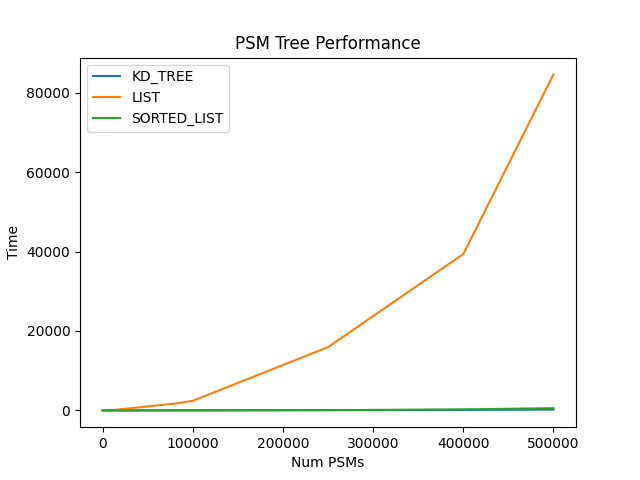 PSM Tree Performance
KD_TREE
LIST
SORTED_LIST
Time
80000
60000
40000
20000
0
0
100000
200000
300000
400000
500000
Num PSMs